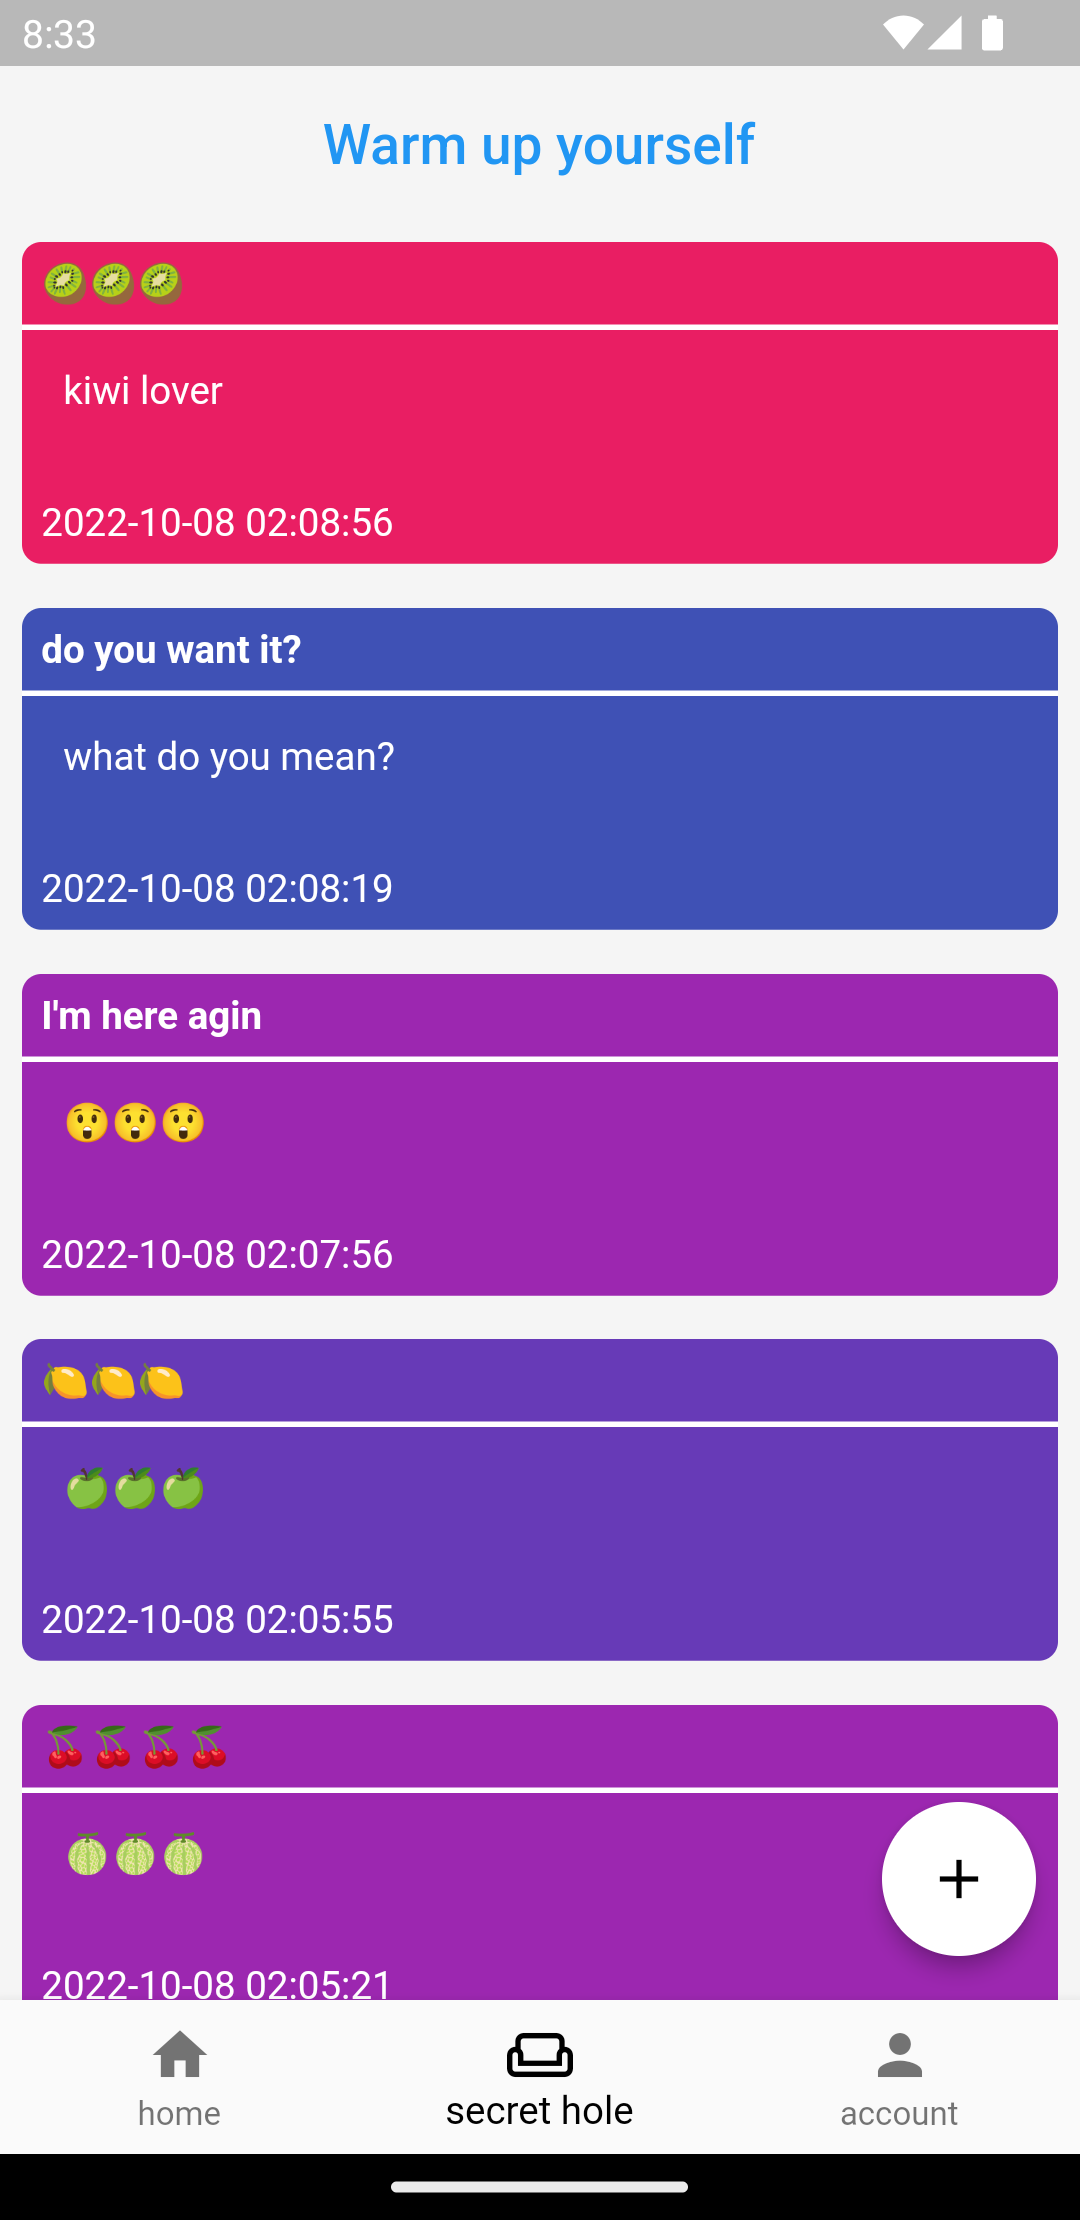 8:33
Warm up yourself
🥝🥝🥝
kiwi lover
2022-10-08 02:08:56
do you want it?
what do you mean?
2022-10-08 02:08:19
I'm here agin
😲😲😲
2022-10-08 02:07:56
🍋🍋🍋
🍏🍏🍏
2022-10-08 02:05:55
🍒🍒🍒🍒
🍈🍈🍈
2022-10-08 02:05:21
home
secret hole
account